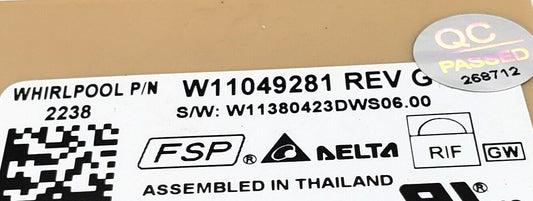 QC
PASSED
268712
WHIRLPOOL P/N W11049281 REV G
2238 S/W: W11380423DWS06.00
FSP® DELTA RIF GW
ASSEMBLED IN THAILAND